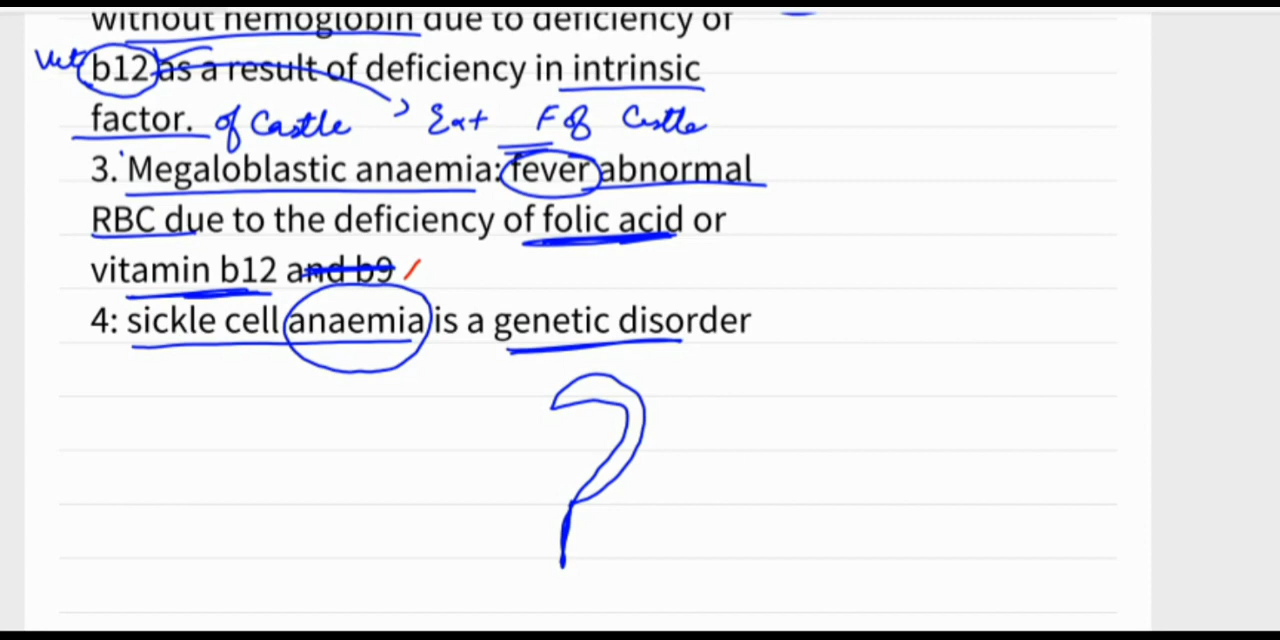 without hemoglobin due to deficiency of
Vit b12 as a result of deficiency in intrinsic
factor. of Castle Ext F of Castle
3. Megaloblastic anaemia: fever abnormal
RBC due to the deficiency of folic acid or
vitamin b12 and b9
4: sickle cell anaemia is a genetic disorder
?